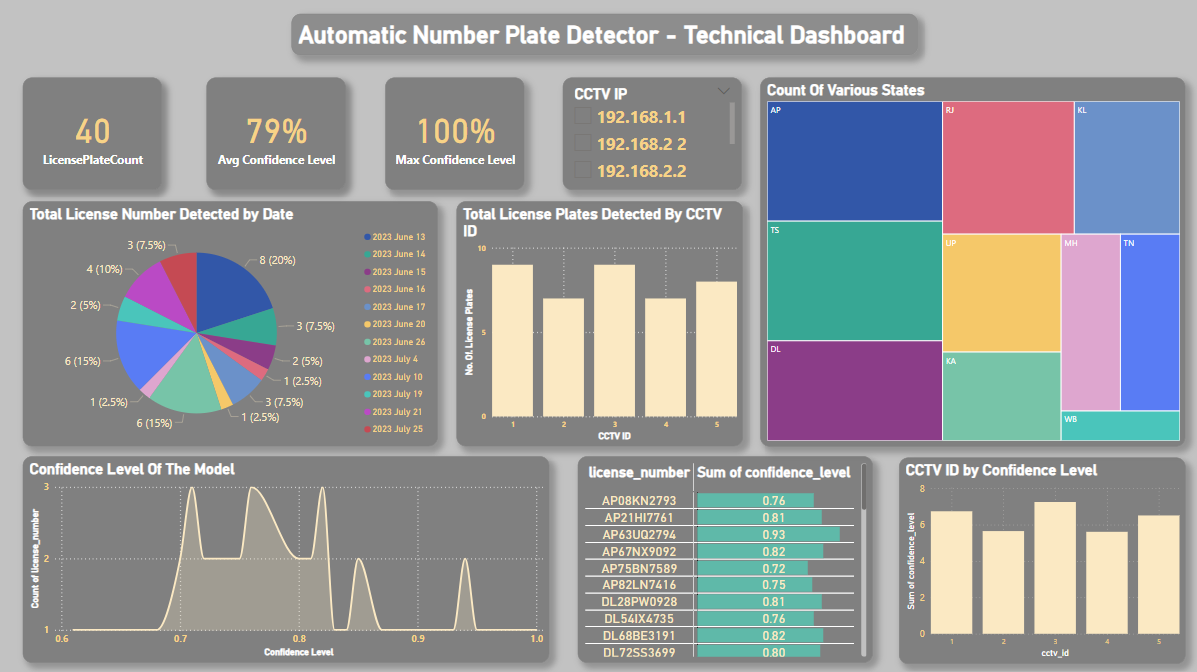 Automatic Number Plate Detector - Technical Dashboard
40
LicensePlateCount
79%
Avg Confidence Level
100%
Max Confidence Level
CCTV IP
192.168.1.1
192.168.2 2
192.168.2.2
Count Of Various States
AP
RJ
KL
TS
UP
MH
TN
DL
KA
WB
Total License Number Detected by Date
3 (7.5%)
8 (20%)
4 (10%)
2 (5%)
3 (7.5%)
6 (15%)
2 (5%)
1 (2.5%)
1 (2.5%)
3 (7.5%)
6 (15%)
1 (2.5%)
2023 June 13
2023 June 14
2023 June 15
2023 June 16
2023 June 17
2023 June 20
2023 June 26
2023 July 4
2023 July 10
2023 July 19
2023 July 21
2023 July 25
Total License Plates Detected By CCTV
ID
No. Of. License Plates
10
5
0
1 2 3 4 5
CCTV ID
Confidence Level Of The Model
Count of license_number
3
2
1
0.6 0.7 0.8 0.9 1.0
Confidence Level
license_number Sum of confidence_level
AP08KN2793 0.76
AP21HI7761 0.81
AP63UQ2794 0.93
AP67NX9092 0.82
AP75BN7589 0.72
AP82LN7416 0.75
DL28PW0928 0.81
DL54IX4735 0.76
DL68BE3191 0.82
DL72SS3699 0.80
CCTV ID by Confidence Level
Sum of confidence_level
8
6
4
2
0
1 2 3 4 5
cctv_id